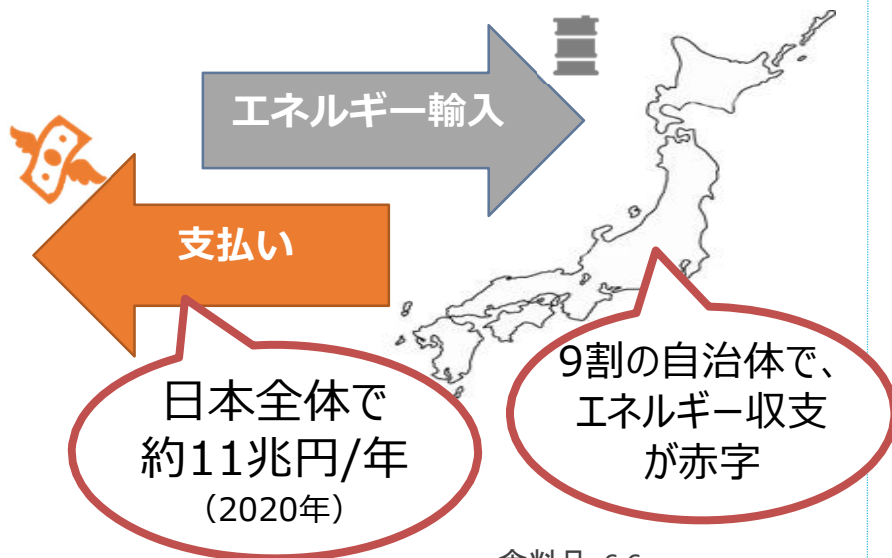 エネルギー輸入
支払い
日本全体で
約11兆円/年
（2020年）
9割の自治体で、
エネルギー収支
が赤字